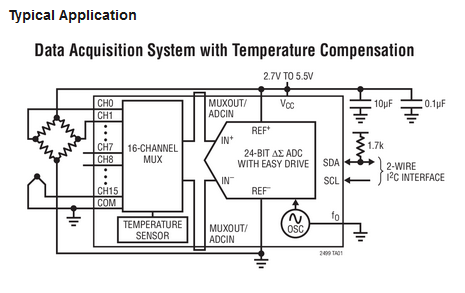 Typical Application
Data Acquisition System with Temperature Compensation
2.7V TO 5.5V
CH0
CH1
CH7
CH8
CH15
COM
16-CHANNEL
MUX
TEMPERATURE
SENSOR
MUXOUT/
ADCIN
IN+
IN–
MUXOUT/
ADCIN
VCC
REF+
24-BIT ΔΣ ADC
WITH EASY DRIVE
REF–
10µF
0.1µF
1.7k
SDA
SCL
2-WIRE
I2C INTERFACE
fO
OSC
2499 TA01